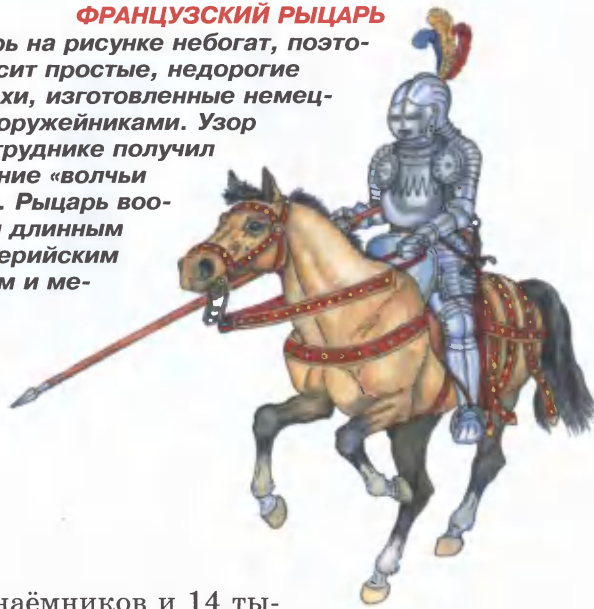 ФРАНЦУЗСКИЙ РЫЦАРЬ
рь на рисунке небогат, поэто-
сит простые, недорогие
хи, изготовленные немец-
оружейниками. Узор
груднике получил
ние «волчьи
. Рыцарь воо-
длинным
ерийским
м и ме-
наёмников и 14 ты-